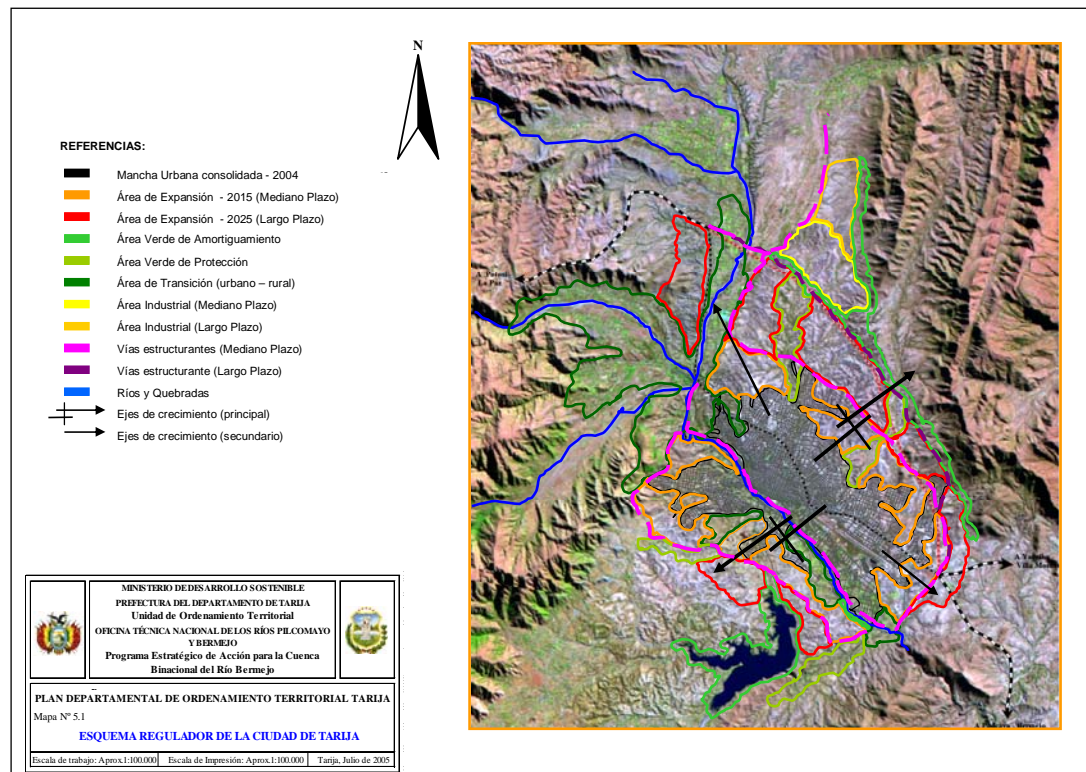 N
REFERENCIAS:
Mancha Urbana consolidada - 2004
Área de Expansión - 2015 (Mediano Plazo)
Área de Expansión - 2025 (Largo Plazo)
Área Verde de Amortiguamiento
Área Verde de Protección
Área de Transición (urbano – rural)
Área Industrial (Mediano Plazo)
Área Industrial (Largo Plazo)
Vías estructurantes (Mediano Plazo)
Vías estructurante (Largo Plazo)
Ríos y Quebradas
Ejes de crecimiento (principal)
Ejes de crecimiento (secundario)
La Paz
MINISTERIO DE DESARROLLO SOSTENIBLE
PREFECTURA DEL DEPARTAMENTO DE TARIJA
Unidad de Ordenamiento Territorial
OFICINA TÉCNICA NACIONAL DE LOS RÍOS PILCOMAYO
Y BERMEJO
Programa Estratégico de Acción para la Cuenca
Binacional del Río Bermejo
PLAN DEPARTAMENTAL DE ORDENAMIENTO TERRITORIAL TARIJA
Mapa Nº 5.1
ESQUEMA REGULADOR DE LA CIUDAD DE TARIJA
Escala de trabajo: Aprox.1:100.000 Escala de Impresión: Aprox.1:100.000 Tarija, Julio de 2005